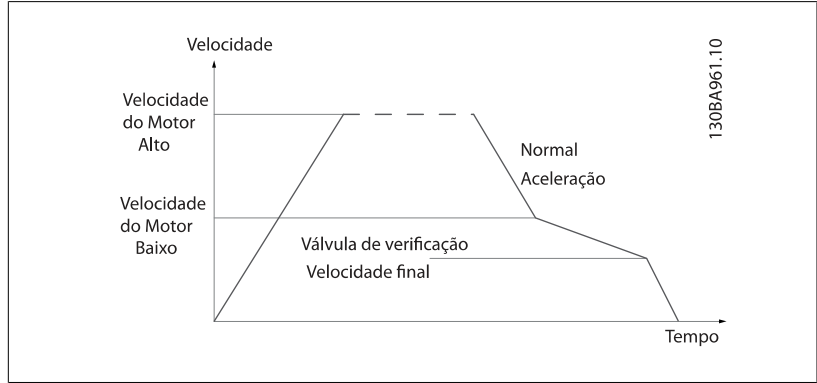 Velocidade
130BA961.10
Velocidade
do Motor
Alto
Normal
Aceleração
Velocidade
do Motor
Baixo
Válvula de verificação
Velocidade final
Tempo